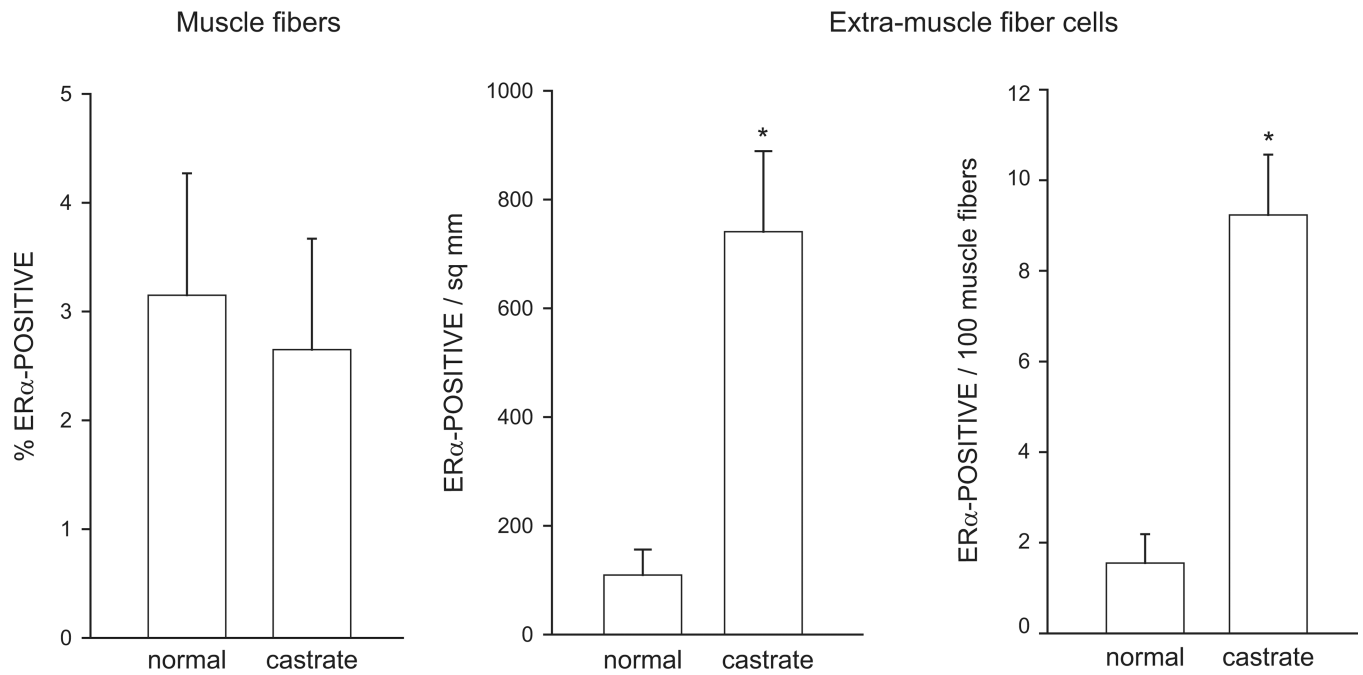 Muscle fibers
Extra-muscle fiber cells
% ERα-POSITIVE
5
4
3
2
1
0
normal castrate
ERα-POSITIVE / sq mm
1000
800
600
400
200
0
*
normal castrate
ERα-POSITIVE / 100 muscle fibers
12
10
8
6
4
2
0
*
normal castrate